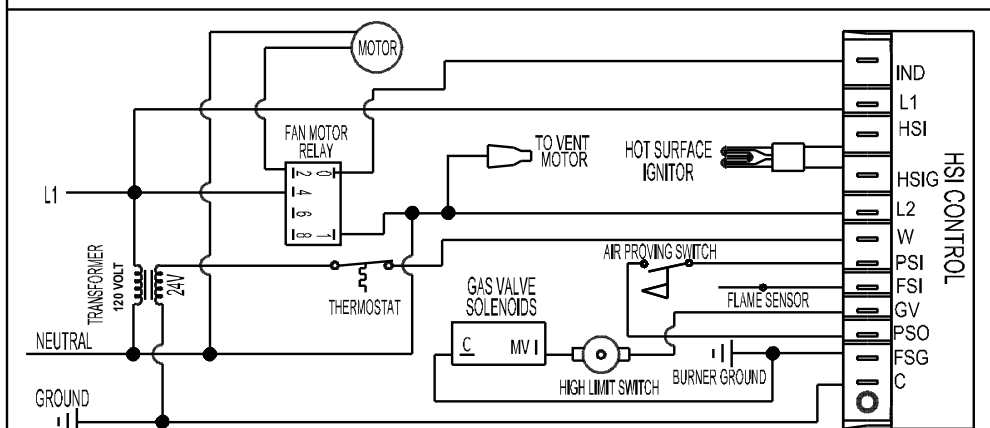 MOTOR
IND
L1
HSI
HSIG
L2
W
PSI
FSI
GV
PSO
FSG
C
HSI CONTROL
FAN MOTOR
RELAY
2
4
6
8
0
1
TO VENT
MOTOR
HOT SURFACE
IGNITOR
L1
TRANSFORMER
120 VOLT
24V
THERMOSTAT
AIR PROVING SWITCH
FLAME SENSOR
GAS VALVE
SOLENOIDS
C
MV
HIGH LIMIT SWITCH
BURNER GROUND
NEUTRAL
GROUND